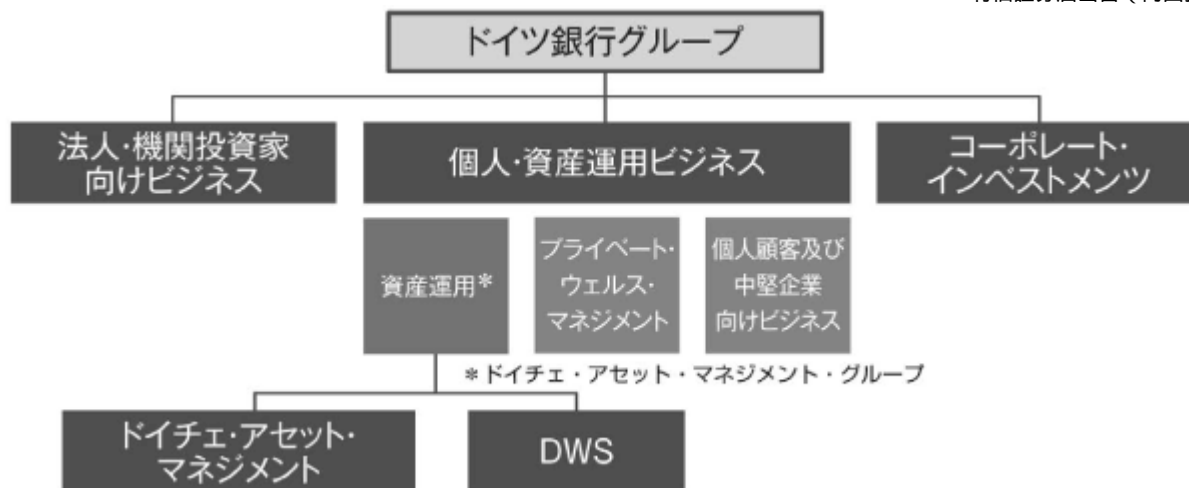 ドイツ銀行グループ
法人・機関投資家
向けビジネス
個人・資産運用ビジネス
コーポレート・
インベストメンツ
資産運用*
プライベート・
ウェルス・
マネジメント
個人顧客及び
中堅企業
向けビジネス
*ドイチェ・アセット・マネジメント・グループ
ドイチェ・アセット・
マネジメント
DWS